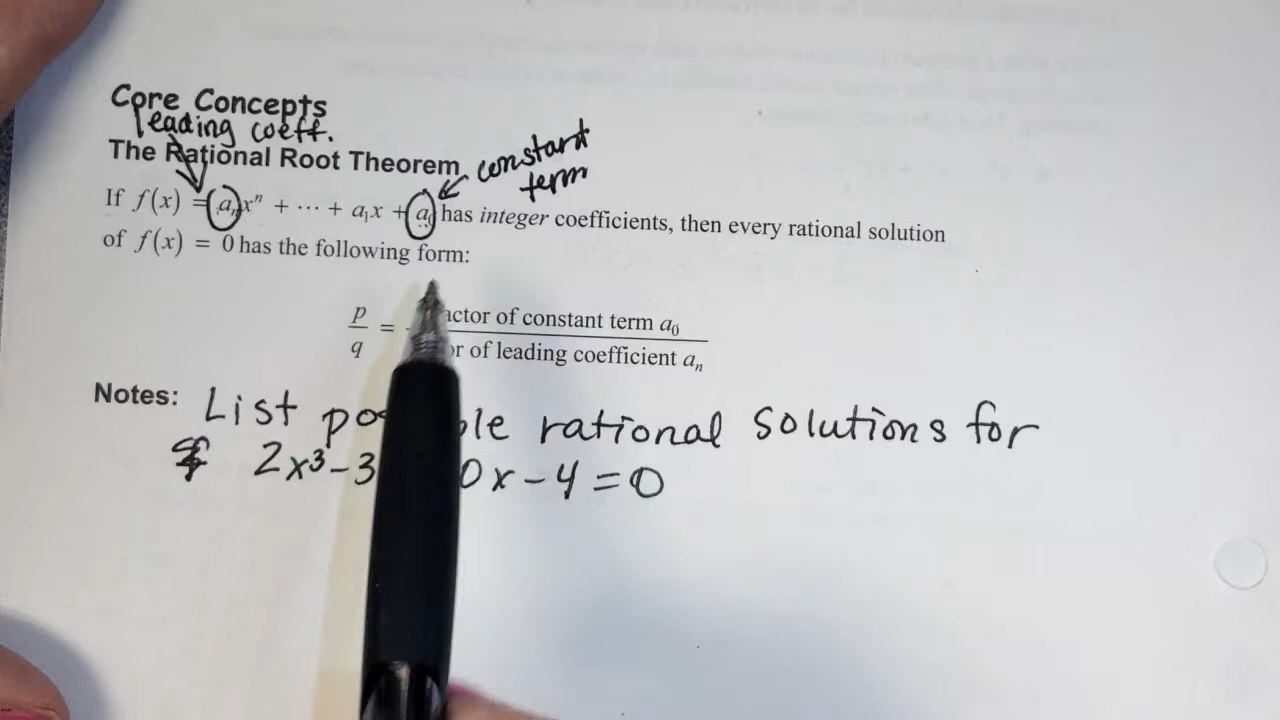 Core Concepts
leading coeff.
The Rational Root Theorem
constant
term
If f(x) = aₙxⁿ + ⋯ + a₁x + a₀ has integer coefficients, then every rational solution
of f(x) = 0 has the following form:
p/q = actor of constant term a₀
of leading coefficient aₙ
Notes: List rational solutions for
2x³-3 0x-4=0